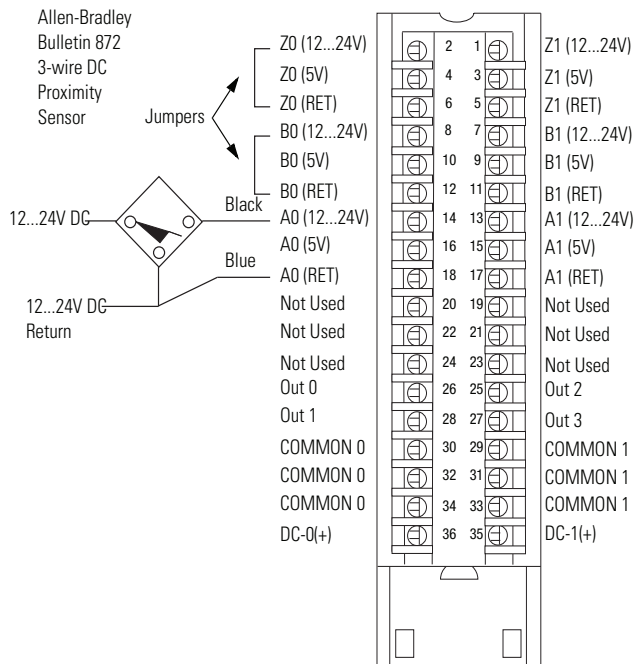 Allen-Bradley
Bulletin 872
3-wire DC
Proximity
Sensor
Jumpers
12...24V DC
Black
Blue
12...24V DC
Return
Z0 (12...24V) 2 1 Z1 (12...24V)
Z0 (5V) 4 3 Z1 (5V)
Z0 (RET) 6 5 Z1 (RET)
B0 (12...24V) 8 7 B1 (12...24V)
B0 (5V) 10 9 B1 (5V)
B0 (RET) 12 11 B1 (RET)
A0 (12...24V) 14 13 A1 (12...24V)
A0 (5V) 16 15 A1 (5V)
A0 (RET) 18 17 A1 (RET)
Not Used 20 19 Not Used
Not Used 22 21 Not Used
Not Used 24 23 Not Used
Out 0 26 25 Out 2
Out 1 28 27 Out 3
COMMON 0 30 29 COMMON 1
COMMON 0 32 31 COMMON 1
COMMON 0 34 33 COMMON 1
DC-0(+) 36 35 DC-1(+)